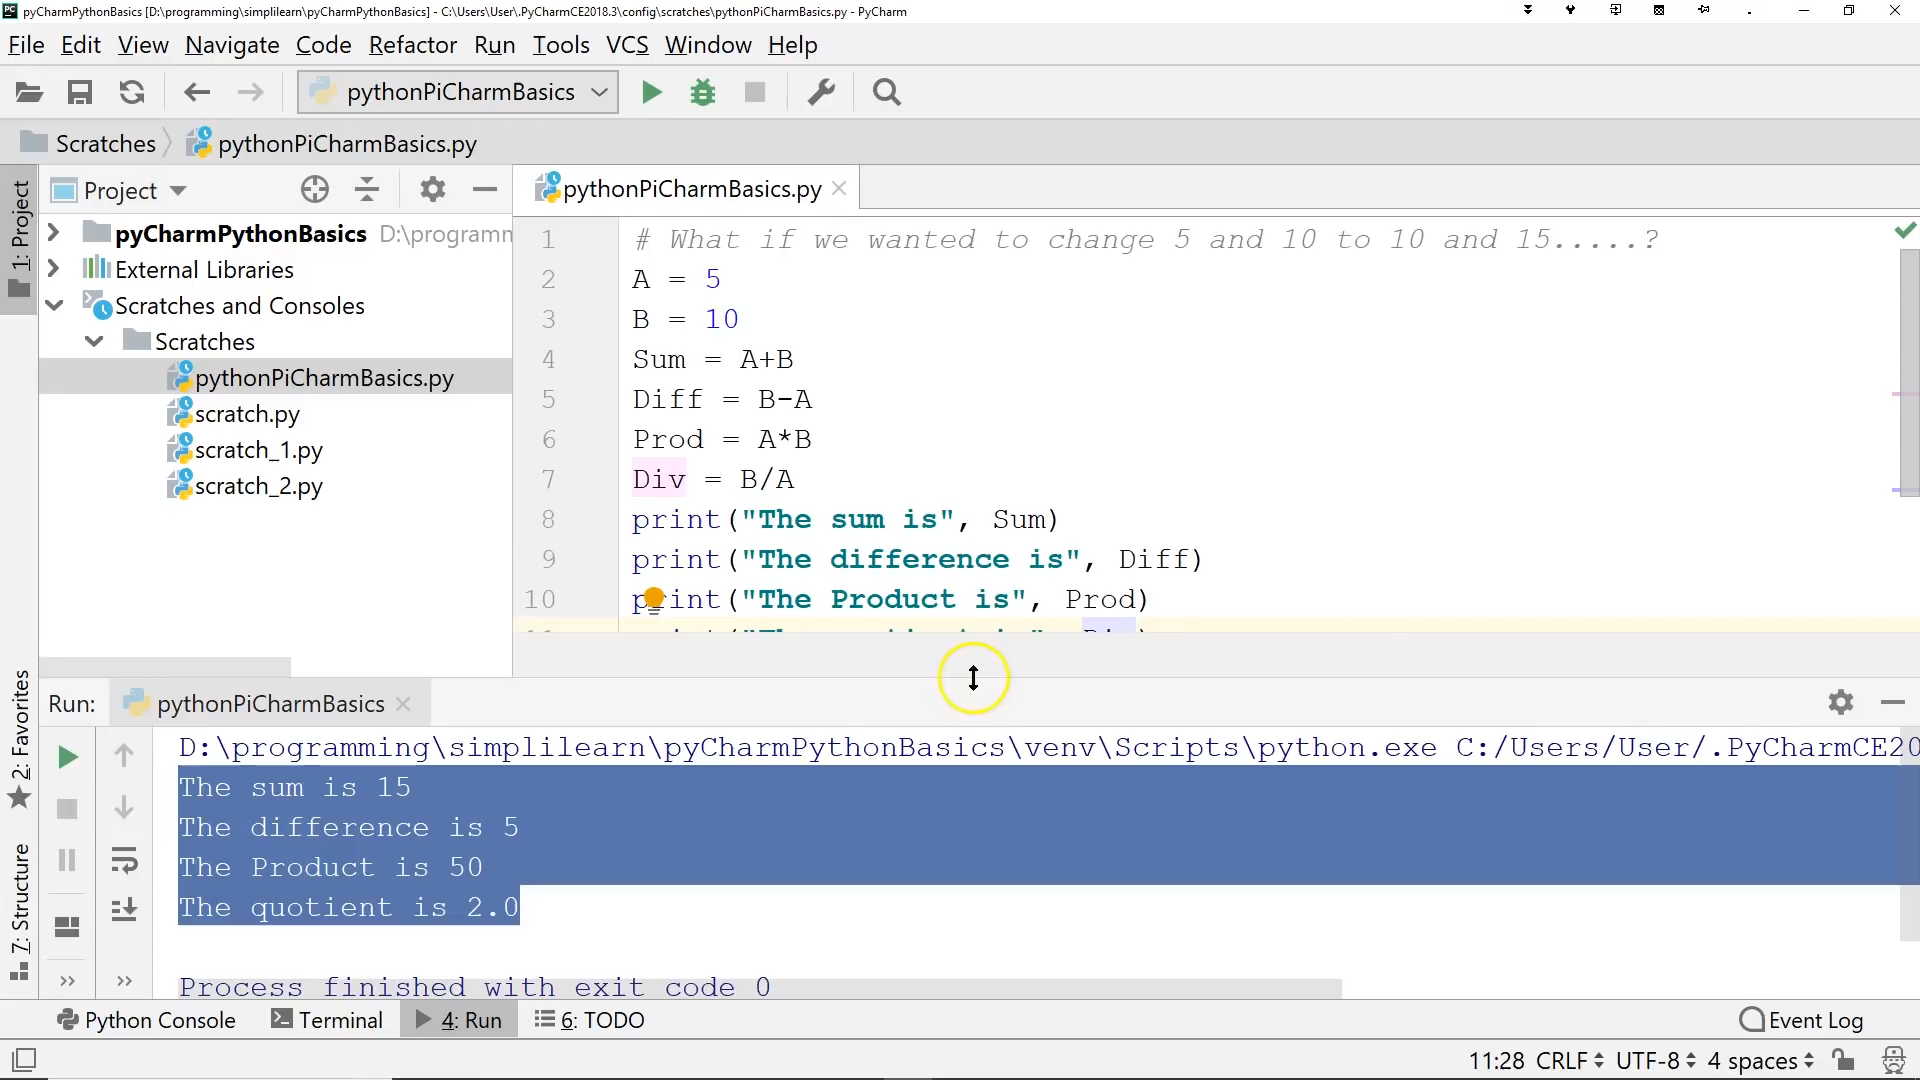 pyCharmPythonBasics [D:\programming\simplilearn\pyCharmPythonBasics] - C:\Users\User\.PyCharmCE2018.3\config\scratches\pythonPiCharmBasics.py - PyCharm
File Edit View Navigate Code Refactor Run Tools VCS Window Help
pythonPiCharmBasics
Scratches pythonPiCharmBasics.py
1: Project
Project
pyCharmPythonBasics D:\programm
External Libraries
Scratches and Consoles
Scratches
pythonPiCharmBasics.py
scratch.py
scratch_1.py
scratch_2.py
pythonPiCharmBasics.py
1 # What if we wanted to change 5 and 10 to 10 and 15.....?
2 A = 5
3 B = 10
4 Sum = A+B
5 Diff = B-A
6 Prod = A*B
7 Div = B/A
8 print("The sum is", Sum)
9 print("The difference is", Diff)
10 print("The Product is", Prod)
2: Favorites
7: Structure
Run: pythonPiCharmBasics
D:\programming\simplilearn\pyCharmPythonBasics\venv\Scripts\python.exe C:/Users/User/.PyCharmCE20
The sum is 15
The difference is 5
The Product is 50
The quotient is 2.0
Process finished with exit code 0
Python Console Terminal 4: Run 6: TODO Event Log
11:28 CRLF UTF-8 4 spaces